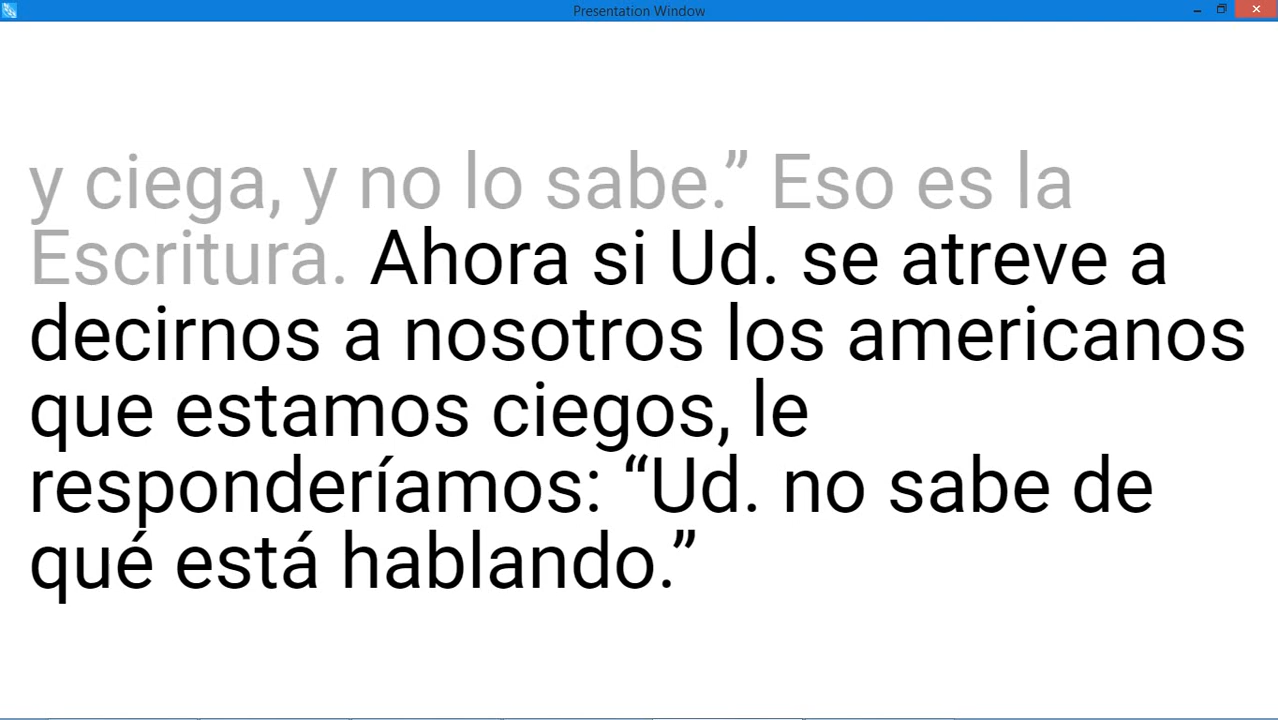 Presentation Window
y ciega, y no lo sabe.” Eso es la
Escritura. Ahora si Ud. se atreve a
decirnos a nosotros los americanos
que estamos ciegos, le
responderíamos: “Ud. no sabe de
qué está hablando.”